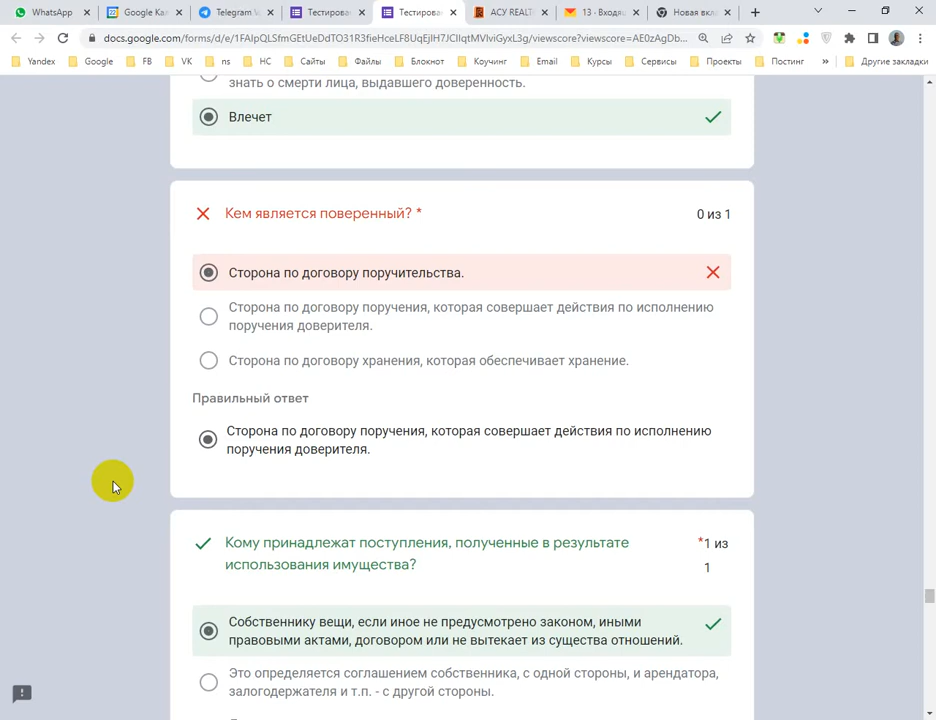 WhatsApp
Google Ка
Telegram
Тестирова
Тестирова
АСУ REALT
13 - Входя
Новая вкл
docs.google.com/forms/d/e/1FAIpQLSfmGEtUeDdTO31R3fieHceLF8UqEjIH7JCIlqtMVlviGyxL3g/viewscore?viewscore=AE0zAgDb...
Yandex
Google
FB
VK
ns
НС
Сайты
Файлы
Блокнот
Коучинг
Email
Курсы
Сервисы
Проекты
Постинг
»
Другие закладки
знать о смерти лица, выдавшего доверенность.
Влечет
Кем является поверенный? *
0 из 1
Сторона по договору поручительства.
Сторона по договору поручения, которая совершает действия по исполнению
поручения доверителя.
Сторона по договору хранения, которая обеспечивает хранение.
Правильный ответ
Сторона по договору поручения, которая совершает действия по исполнению
поручения доверителя.
Кому принадлежат поступления, полученные в результате
использования имущества?
*1 из
1
Собственнику вещи, если иное не предусмотрено законом, иными
правовыми актами, договором или не вытекает из существа отношений.
Это определяется соглашением собственника, с одной стороны, и арендатора,
залогодержателя и т.п. - с другой стороны.